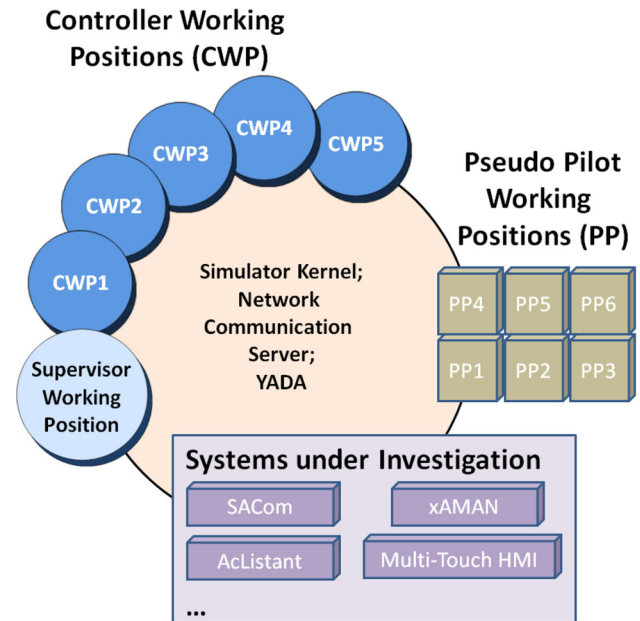 Controller Working
Positions (CWP)
CWP1
CWP2
CWP3
CWP4
CWP5
Supervisor
Working
Position
Simulator Kernel;
Network
Communication
Server;
YADA
Pseudo Pilot
Working
Positions (PP)
PP4 PP5 PP6
PP1 PP2 PP3
Systems under Investigation
SACom xAMAN
AcListant Multi-Touch HMI
...